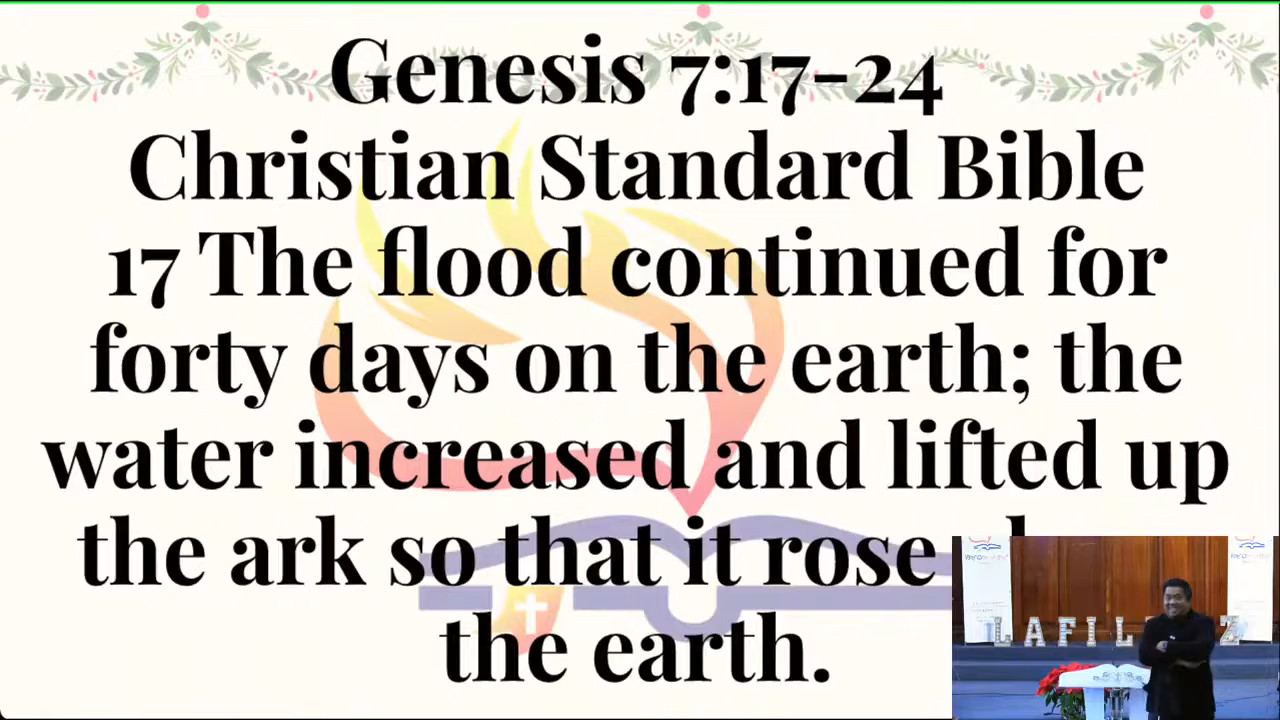 Genesis 7:17-24
Christian Standard Bible
17 The flood continued for
forty days on the earth; the
water increased and lifted up
the ark so that it rose
the earth.
LAFIL Z